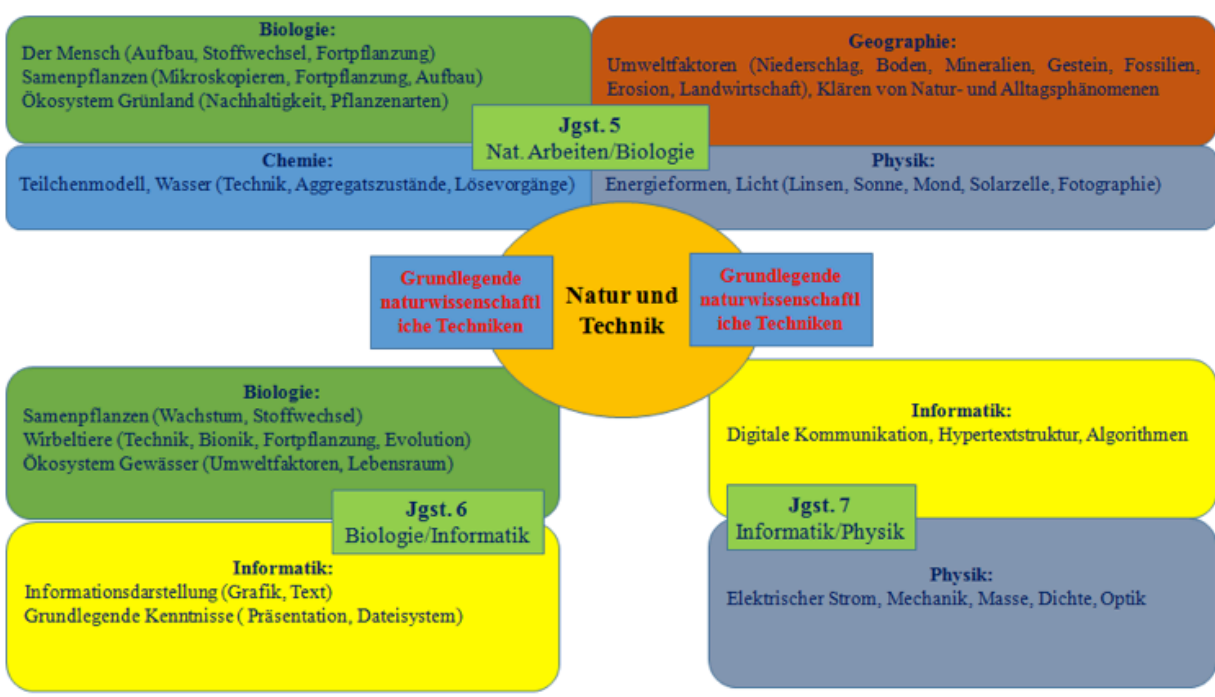 Biologie:
Der Mensch (Aufbau, Stoffwechsel, Fortpflanzung)
Samenpflanzen (Mikroskopieren, Fortpflanzung, Aufbau)
Ökosystem Grünland (Nachhaltigkeit, Pflanzenarten)
Geographie:
Umweltfaktoren (Niederschlag, Boden, Mineralien, Gestein, Fossilien,
Erosion, Landwirtschaft), Klären von Natur- und Alltagsphänomenen
Jgst. 5
Nat. Arbeiten/Biologie
Chemie:
Teilchenmodell, Wasser (Technik, Aggregatszustände, Lösevorgänge)
Physik:
Energieformen, Licht (Linsen, Sonne, Mond, Solarzelle, Fotographie)
Grundlegende
naturwissenschaftl
iche Techniken
Natur und
Technik
Grundlegende
naturwissenschaftl
iche Techniken
Biologie:
Samenpflanzen (Wachstum, Stoffwechsel)
Wirbeltiere (Technik, Bionik, Fortpflanzung, Evolution)
Ökosystem Gewässer (Umweltfaktoren, Lebensraum)
Jgst. 6
Biologie/Informatik
Informatik:
Informationsdarstellung (Grafik, Text)
Grundlegende Kenntnisse ( Präsentation, Dateisystem)
Informatik:
Digitale Kommunikation, Hypertextstruktur, Algorithmen
Jgst. 7
Informatik/Physik
Physik:
Elektrischer Strom, Mechanik, Masse, Dichte, Optik